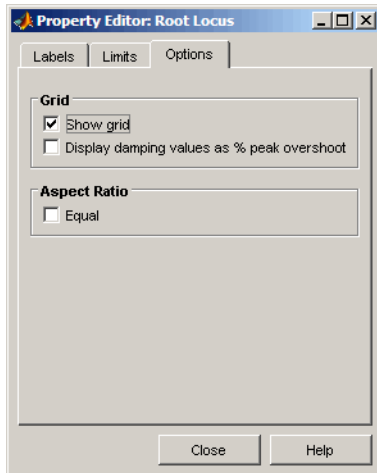 Property Editor: Root Locus
Labels Limits Options
Grid
Show grid
Display damping values as % peak overshoot
Aspect Ratio
Equal
Close Help